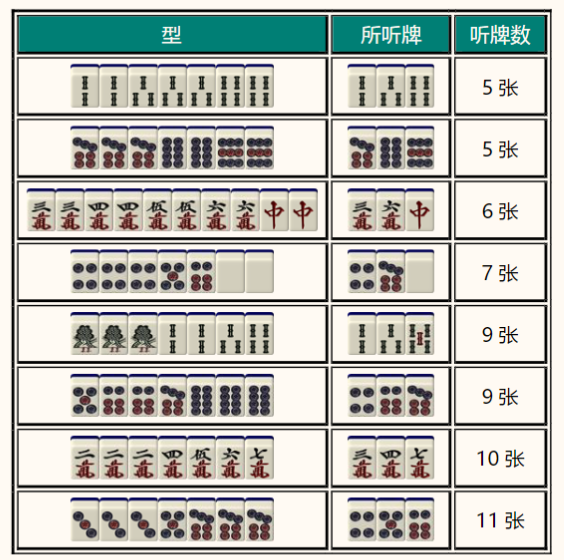 型 所听牌 听牌数
5 张
5 张
三萬 三萬 四萬 四萬 伍萬 伍萬 六萬 六萬 中 中 三萬 六萬 中 6 张
7 张
9 张
9 张
二萬 二萬 二萬 四萬 伍萬 六萬 七萬 三萬 四萬 七萬 10 张
11 张